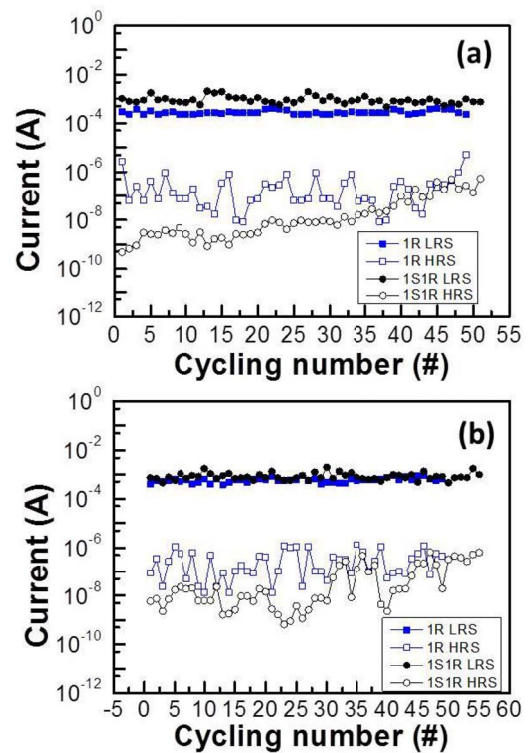 (a)
Current (A)
10^0
10^-2
10^-4
10^-6
10^-8
10^-10
10^-12
1R LRS
1R HRS
1S1R LRS
1S1R HRS
0 5 10 15 20 25 30 35 40 45 50 55
Cycling number (#)
(b)
Current (A)
10^0
10^-2
10^-4
10^-6
10^-8
10^-10
10^-12
1R LRS
1R HRS
1S1R LRS
1S1R HRS
-5 0 5 10 15 20 25 30 35 40 45 50 55 60
Cycling number (#)